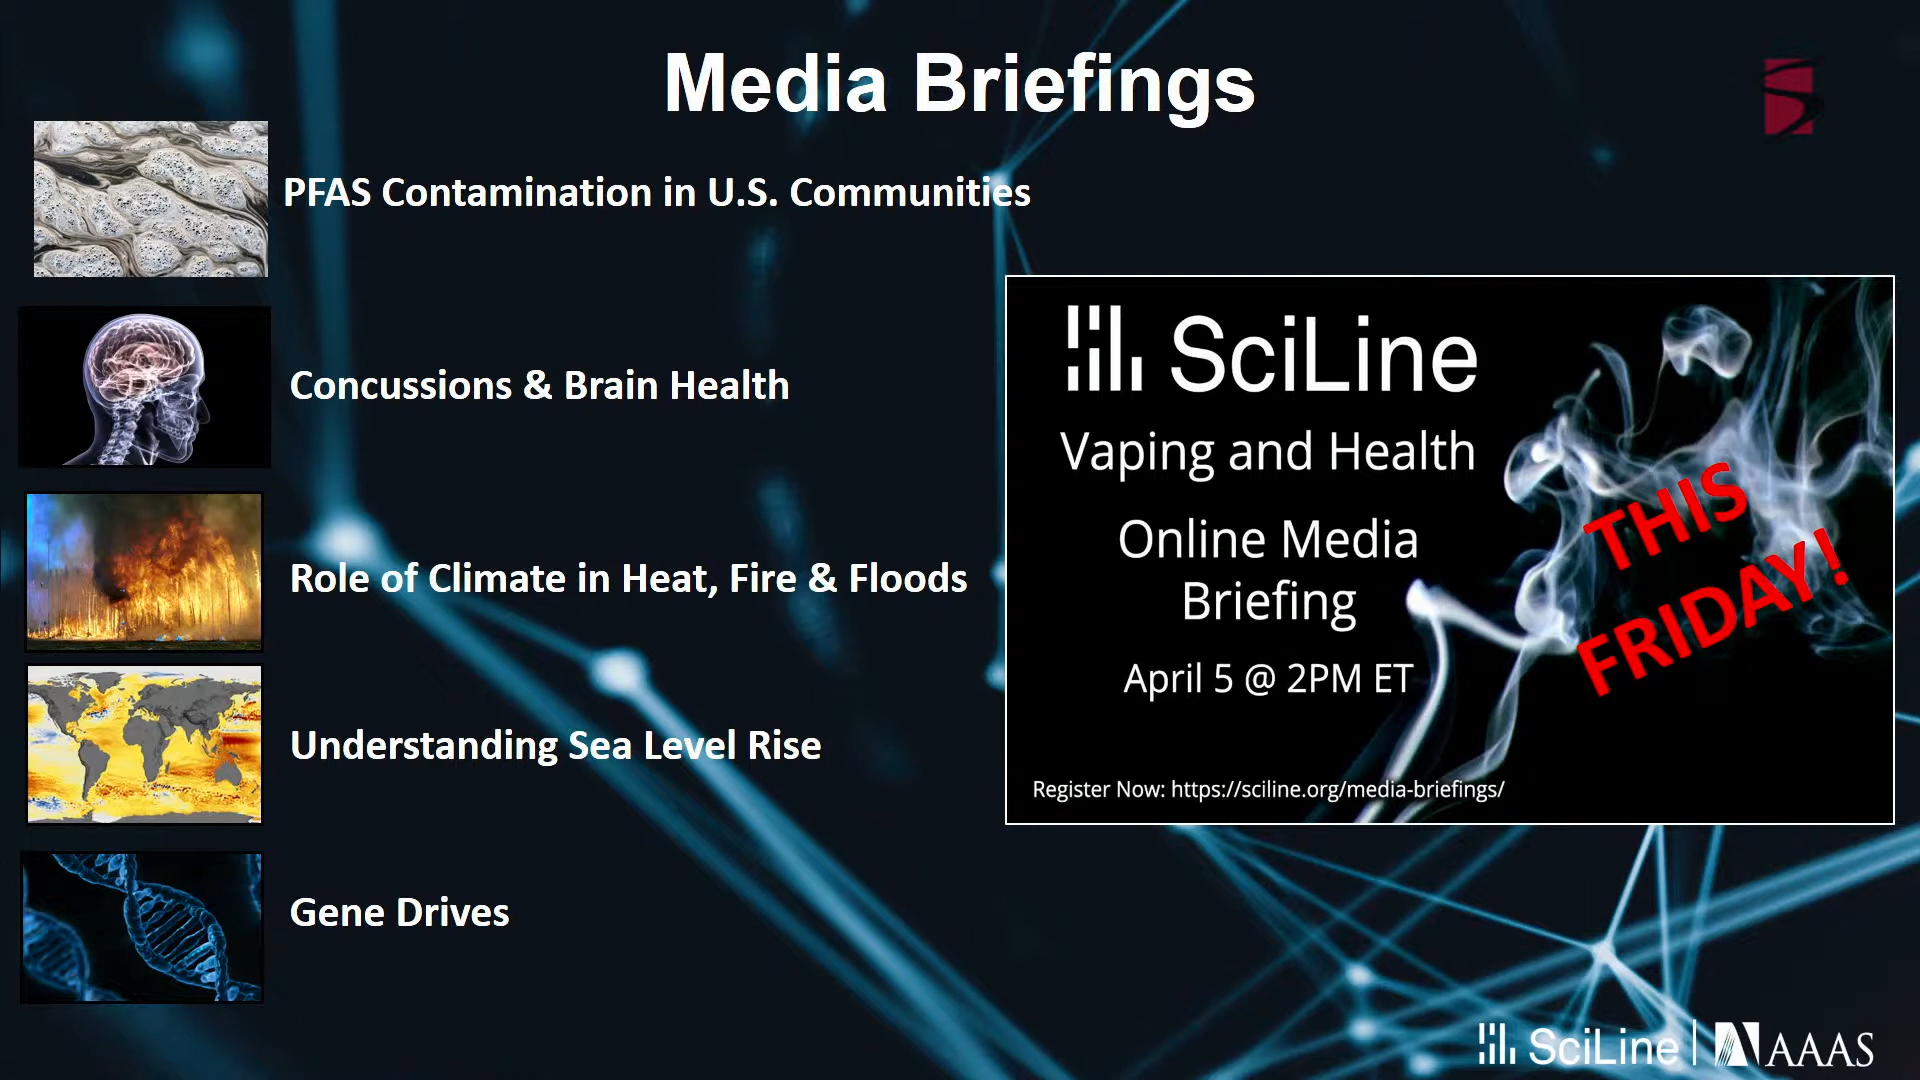 Media Briefings
PFAS Contamination in U.S. Communities
Concussions & Brain Health
Role of Climate in Heat, Fire & Floods
Understanding Sea Level Rise
Gene Drives
SciLine
Vaping and Health
Online Media
Briefing
April 5 @ 2PM ET
THIS
FRIDAY!
Register Now: https://sciline.org/media-briefings/
SciLine | AAAS